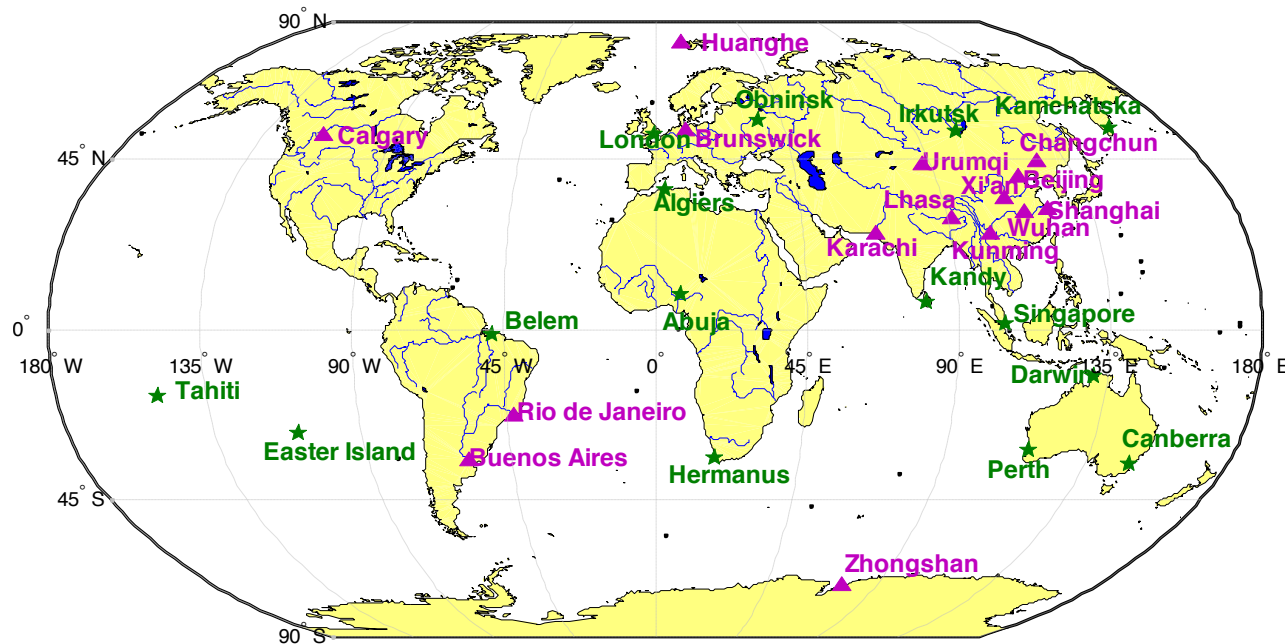 90° N
Huanghe
Obninsk
Kamchatska
Irkutsk
Calgary
London
Brunswick
Changchun
45° N
Urumqi
Xi'an
Beijing
Algiers
Lhasa
Shanghai
Wuhan
Karachi
Kunming
Kandy
Belem
Abuja
Singapore
0°
180° W
135° W
90° W
45° W
0°
45° E
90° E
135° E
180° E
Darwin
Tahiti
Rio de Janeiro
Easter Island
Buenos Aires
Hermanus
Perth
Canberra
45° S
Zhongshan
90° S